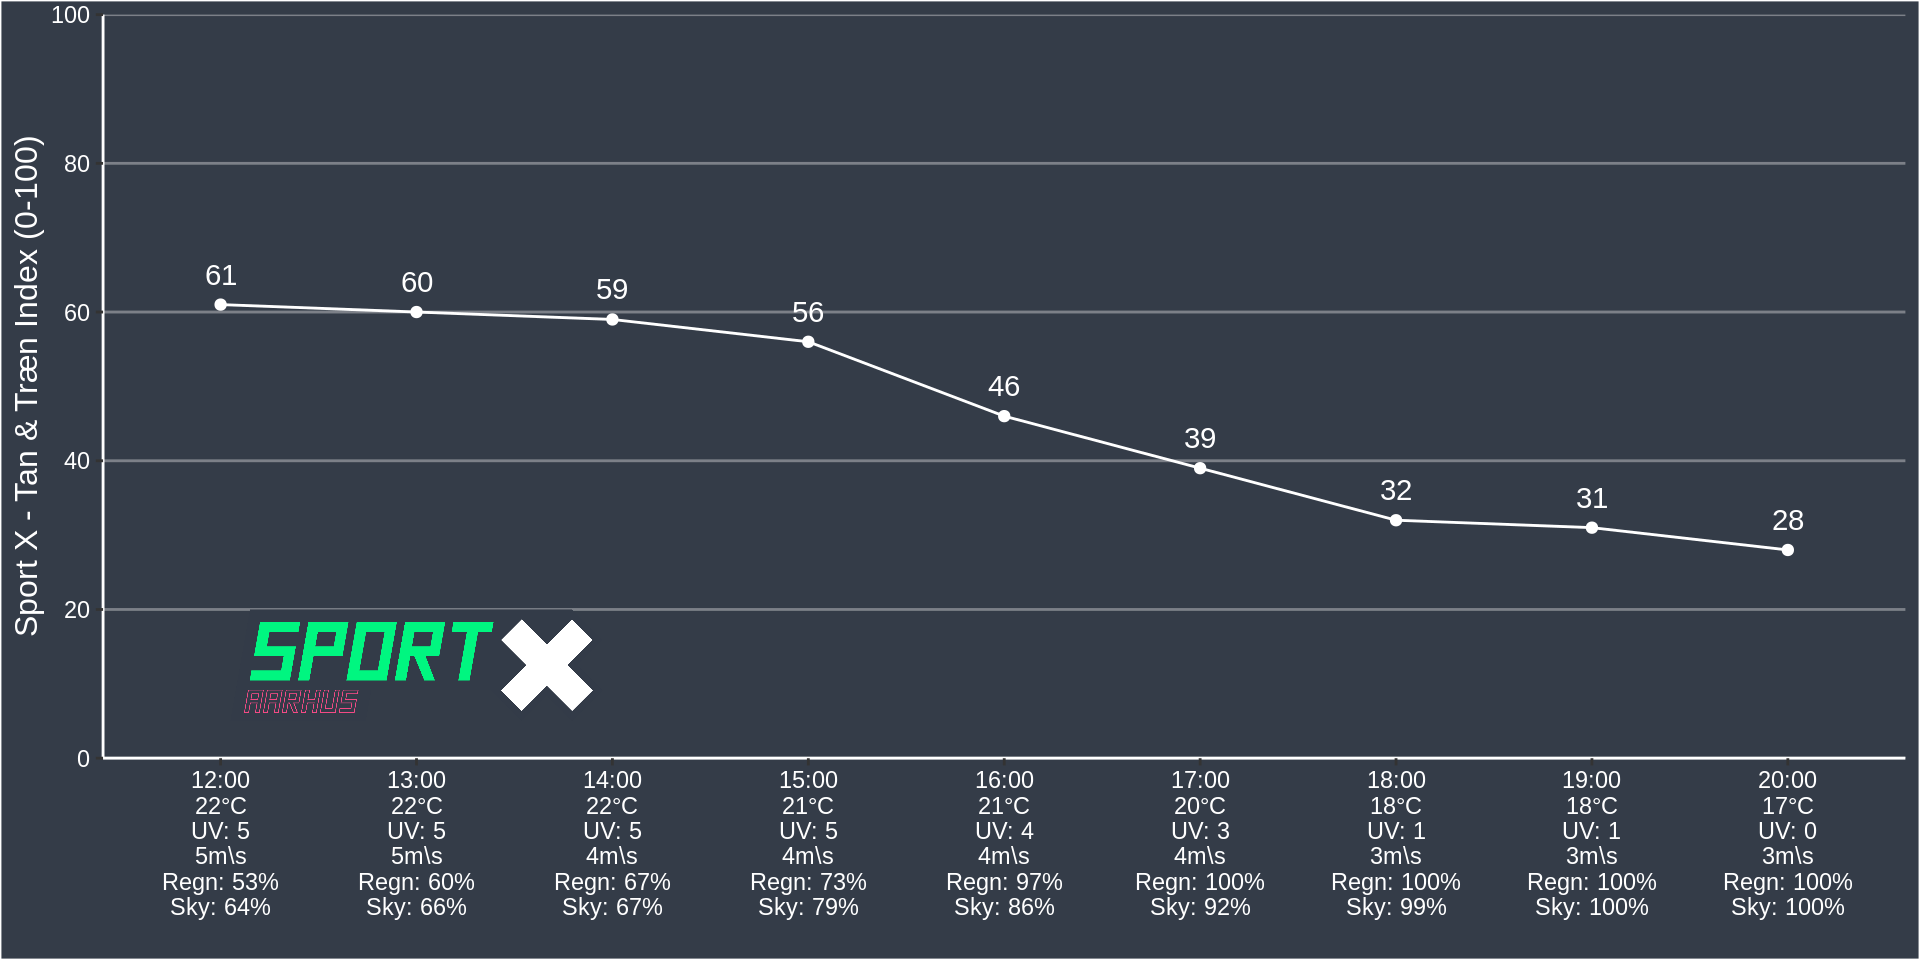 Sport X - Tan & Træn Index (0-100)
100
80
60
40
20
0
61
60
59
56
46
39
32
31
28
SPORT X
AARHUS
12:00 13:00 14:00 15:00 16:00 17:00 18:00 19:00 20:00
22°C 22°C 22°C 21°C 21°C 20°C 18°C 18°C 17°C
UV: 5 UV: 5 UV: 5 UV: 5 UV: 4 UV: 3 UV: 1 UV: 1 UV: 0
5m\s 5m\s 4m\s 4m\s 4m\s 4m\s 3m\s 3m\s 3m\s
Regn: 53% Regn: 60% Regn: 67% Regn: 73% Regn: 97% Regn: 100% Regn: 100% Regn: 100% Regn: 100%
Sky: 64% Sky: 66% Sky: 67% Sky: 79% Sky: 86% Sky: 92% Sky: 99% Sky: 100% Sky: 100%